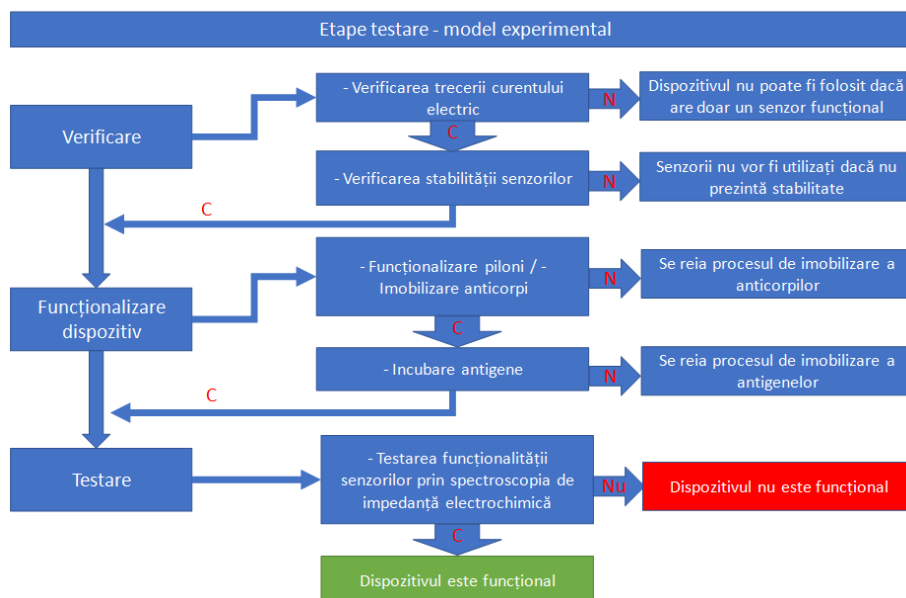 Etape testare - model experimental
- Verificarea trecerii curentului
electric
N
Dispozitivul nu poate fi folosit dacă
are doar un senzor funcțional
Verificare
C
- Verificarea stabilității senzorilor
N
Senzorii nu vor fi utilizați dacă nu
prezintă stabilitate
C
- Funcționalizare piloni / -
Imobilizare anticorpi
N
Se reia procesul de imobilizare a
anticorpilor
Funcționalizare
dispozitiv
C
- Incubare antigene
N
Se reia procesul de imobilizare a
antigenelor
C
Testare
- Testarea funcționalității
senzorilor prin spectroscopia de
impedanță electrochimică
Nu
Dispozitivul nu este funcțional
C
Dispozitivul este funcțional